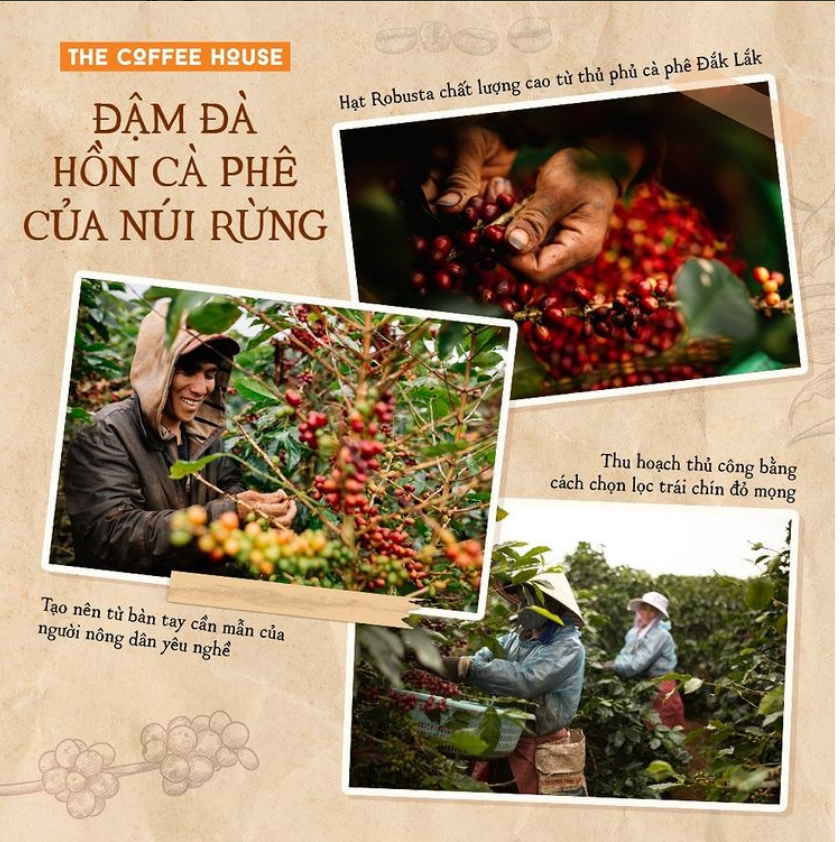 THE COFFEE HOUSE
ĐẬM ĐÀ
HỒN CÀ PHÊ
CỦA NÚI RỪNG
Hạt Robusta chất lượng cao từ thủ phủ cà phê Đắk Lắk
Thu hoạch thủ công bằng
cách chọn lọc trái chín đỏ mọng
Tạo nên từ bàn tay cần mẫn của
người nông dân yêu nghề